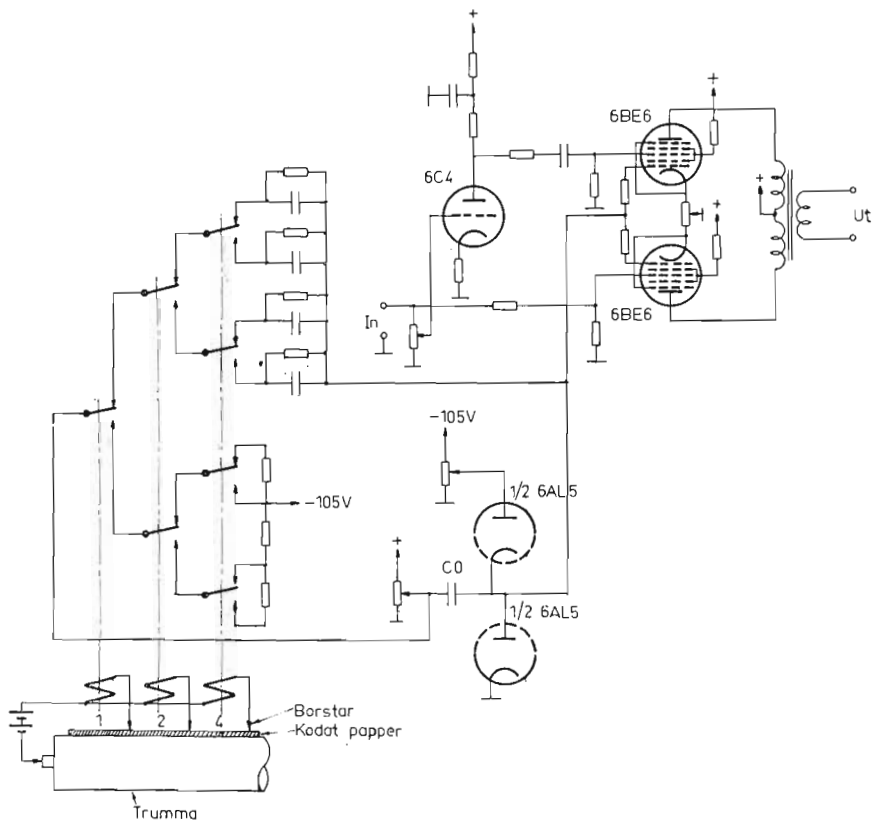 +
6BE6
+
6C4
+
+
Ut
6BE6
In
-105V
1/2 6AL5
-105V
+
C0
1/2 6AL5
1 2 4
Borstar
Kodat papper
Trumma